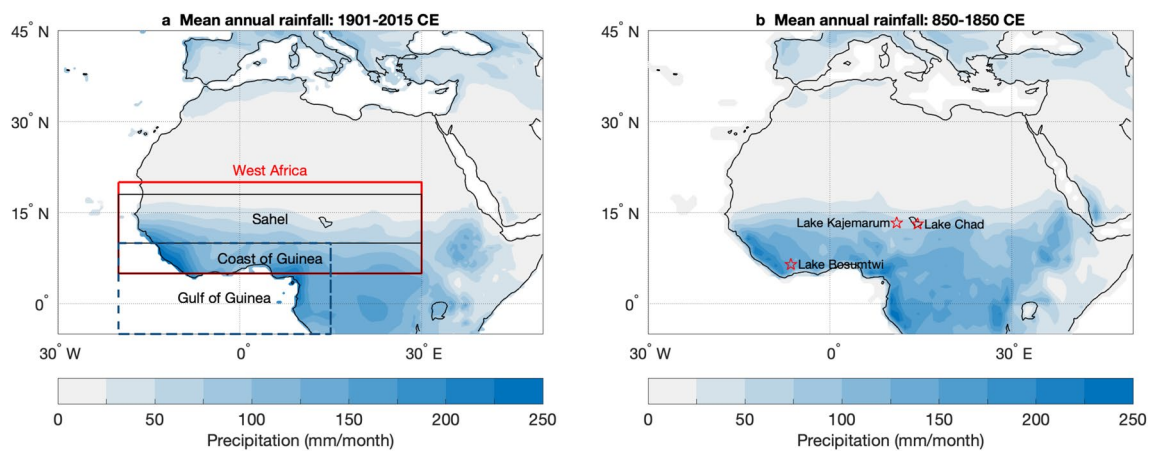 a Mean annual rainfall: 1901-2015 CE
45° N
30° N
15° N
0°
30° W
0°
30° E
West Africa
Sahel
Coast of Guinea
Gulf of Guinea
0 50 100 150 200 250
Precipitation (mm/month)
b Mean annual rainfall: 850-1850 CE
45° N
30° N
15° N
0°
30° W
0°
30° E
Lake Kajemarum
Lake Chad
Lake Bosumtwi
0 50 100 150 200 250
Precipitation (mm/month)